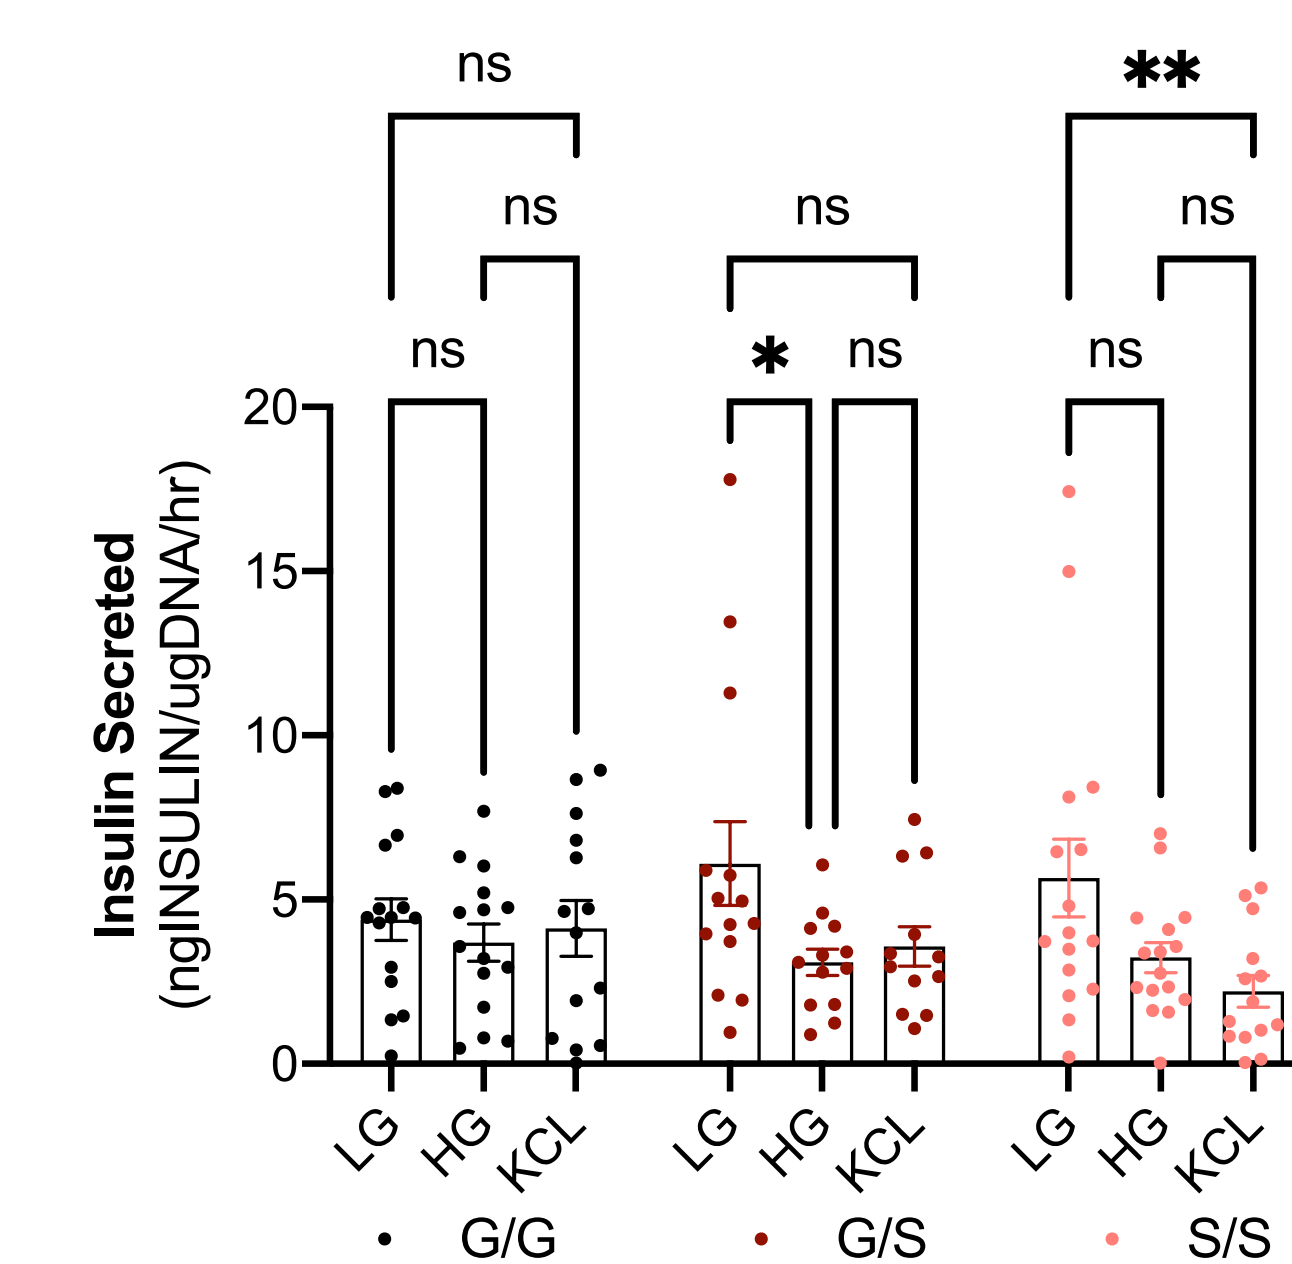 ns
**
ns
ns
ns
ns
*
ns
ns
20
15
10
5
0
Insulin Secreted
(ngINSULIN/ugDNA/hr)
LG HG KCL LG HG KCL LG HG KCL
G/G G/S S/S